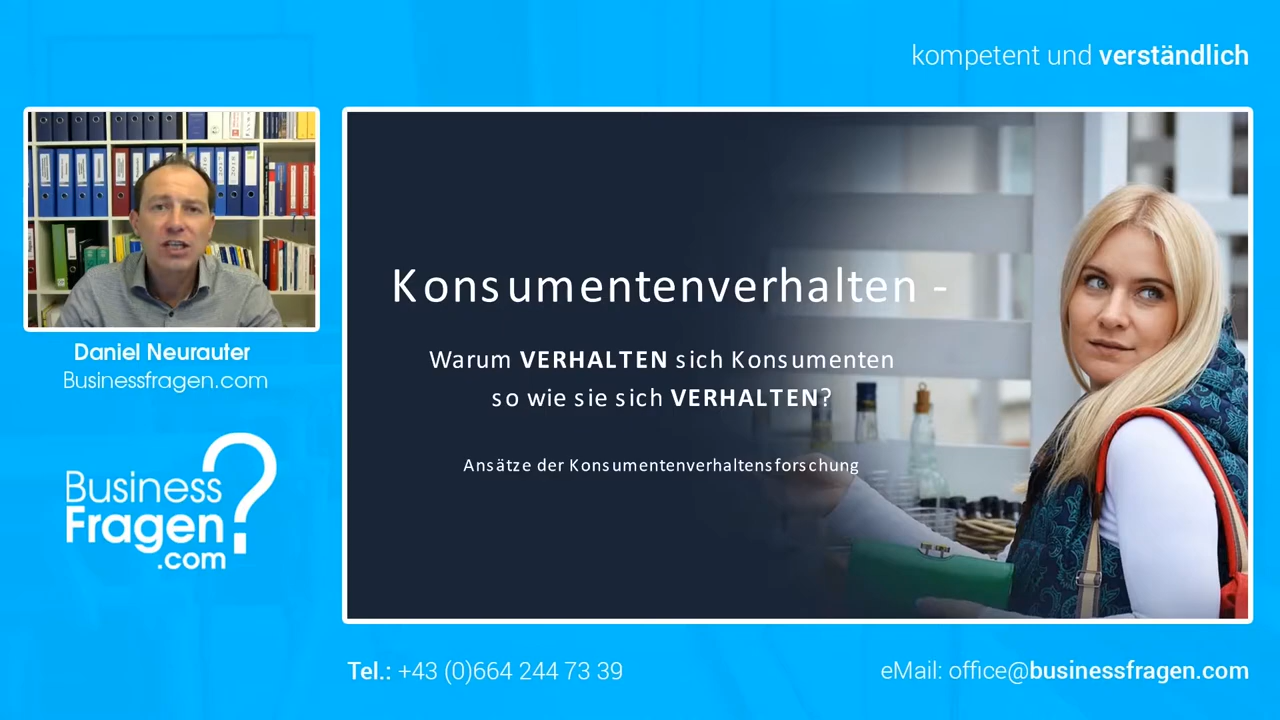 kompetent und verständlich
Daniel Neurauter
Businessfragen.com
Business
Fragen
.com
?
Konsumentenverhalten -
Warum VERHALTEN sich Konsumenten
so wie sie sich VERHALTEN?
Ansätze der Konsumentenverhaltensforschung
Tel.: +43 (0)664 244 73 39
eMail: office@businessfragen.com